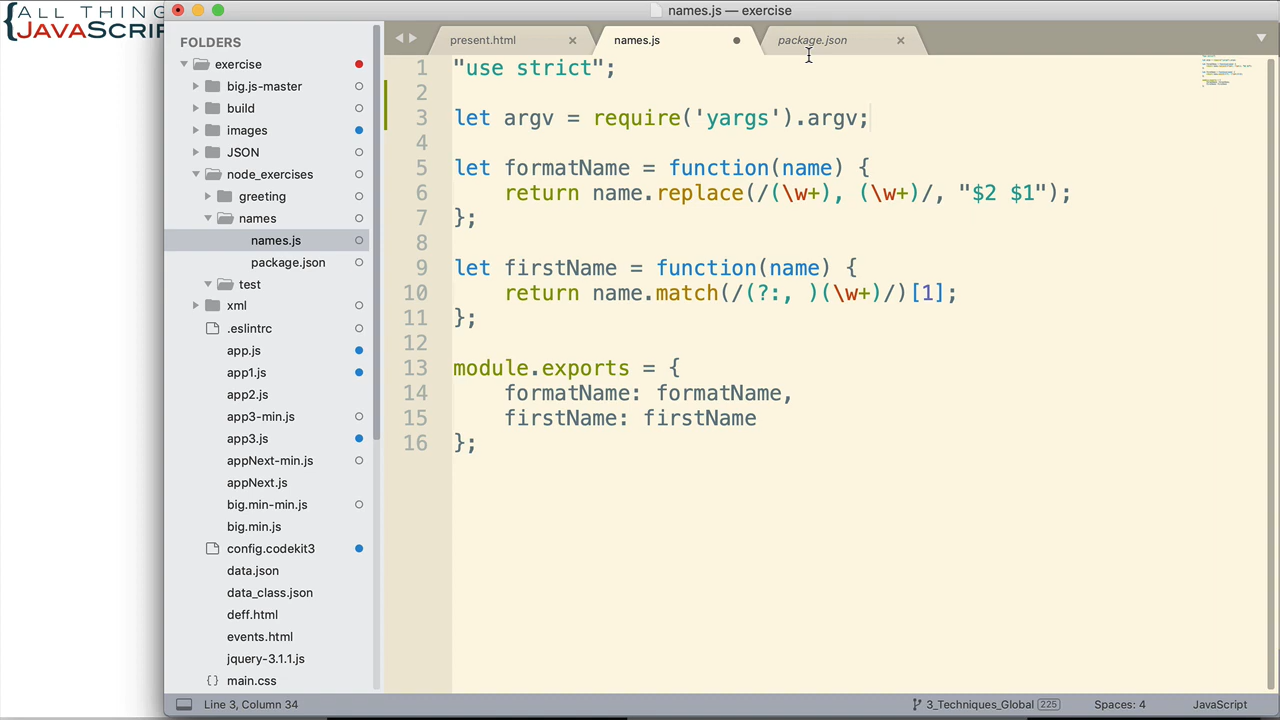 {ALL THING
JAVASCRIP
names.js — exercise
FOLDERS
exercise
big.js-master
build
images
JSON
node_exercises
greeting
names
names.js
package.json
test
xml
.eslintrc
app.js
app1.js
app2.js
app3-min.js
app3.js
appNext-min.js
appNext.js
big.min-min.js
big.min.js
config.codekit3
data.json
data_class.json
deff.html
events.html
jquery-3.1.1.js
{} main.css
present.html
names.js
package.json
1 "use strict";
2
3 let argv = require('yargs').argv;
4
5 let formatName = function(name) {
6 return name.replace(/(\w+), (\w+)/, "$2 $1");
7 };
8
9 let firstName = function(name) {
10 return name.match(/(?:, )(\w+)/)[1];
11 };
12
13 module.exports = {
14 formatName: formatName,
15 firstName: firstName
16 };
Line 3, Column 34
3_Techniques_Global 225
Spaces: 4
JavaScript